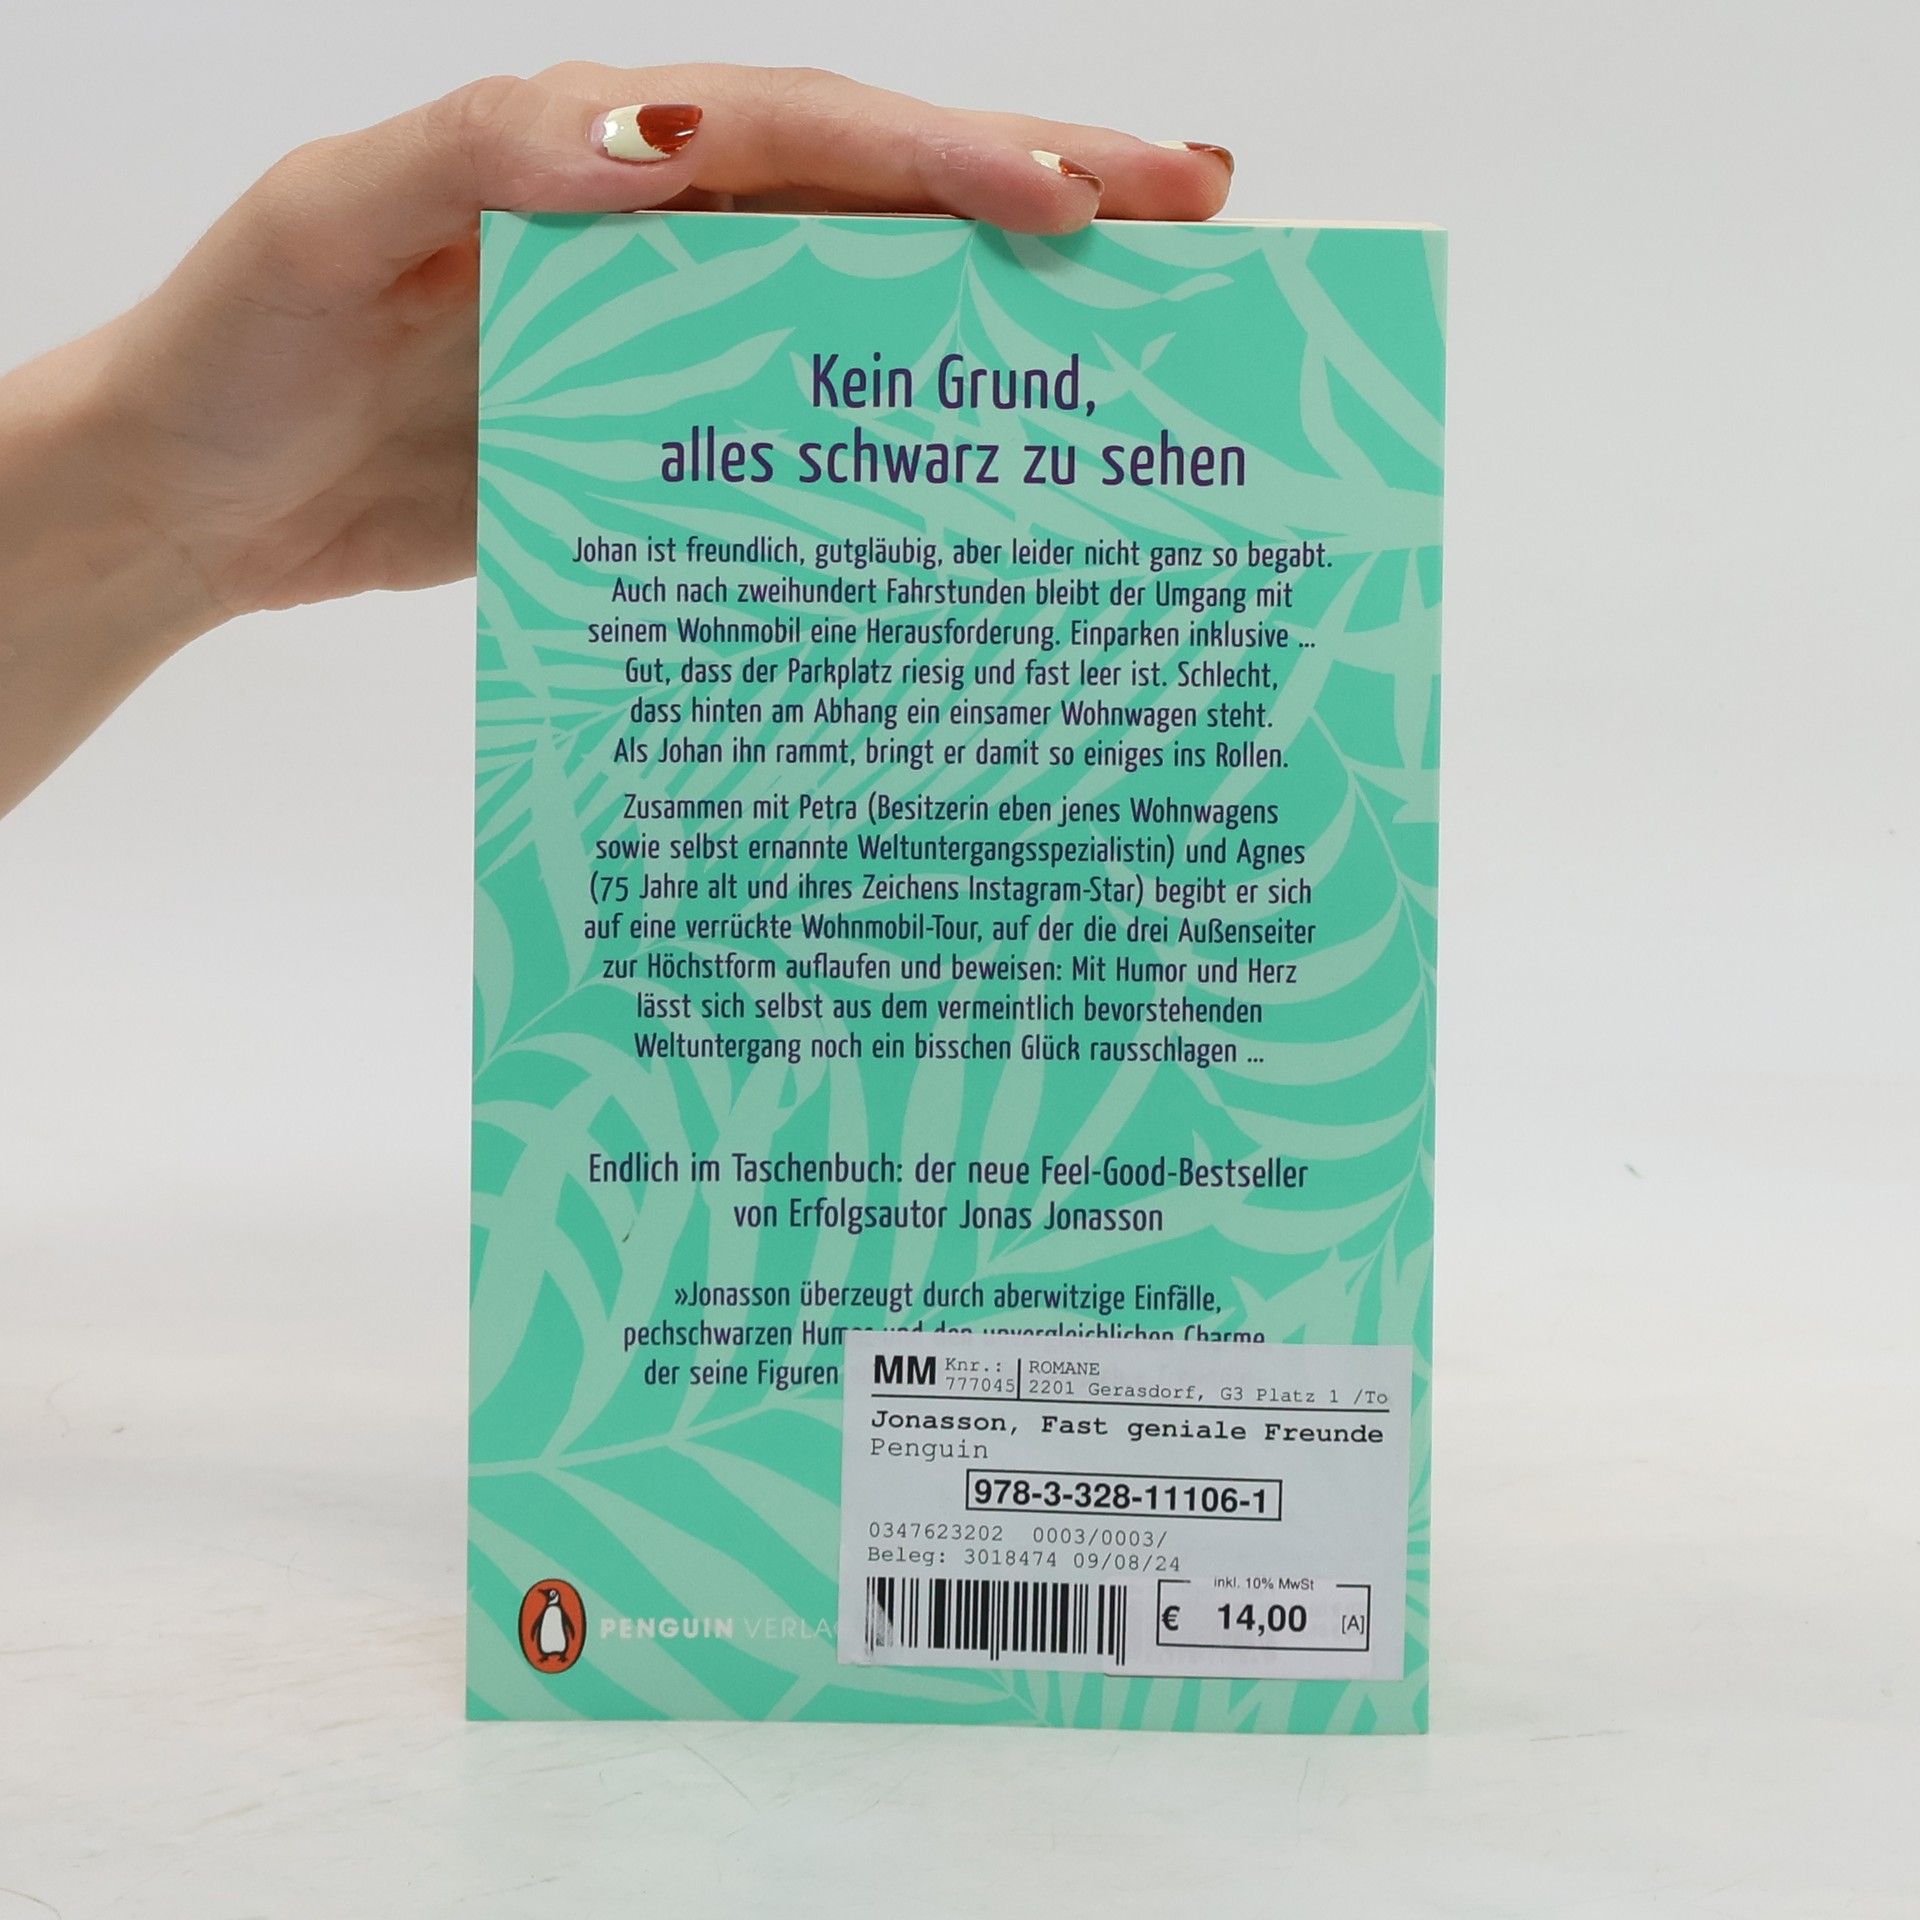 Kein Grund,
alles schwarz zu sehen
Johan ist freundlich, gutgläubig, aber leider nicht ganz so begabt.
Auch nach zweihundert Fahrstunden bleibt der Umgang mit
seinem Wohnmobil eine Herausforderung. Einparken inklusive ...
Gut, dass der Parkplatz riesig und fast leer ist. Schlecht,
dass hinten am Abhang ein einsamer Wohnwagen steht.
Als Johan ihn rammt, bringt er damit so einiges ins Rollen.
Zusammen mit Petra (Besitzerin eben jenes Wohnwagens
sowie selbst ernannte Weltuntergangsspezialistin) und Agnes
(75 Jahre alt und ihres Zeichens Instagram-Star) begibt er sich
auf eine verrückte Wohnmobil-Tour, auf der die drei Außenseiter
zur Höchstform auflaufen und beweisen: Mit Humor und Herz
lässt sich selbst aus dem vermeintlich bevorstehenden
Weltuntergang noch ein bisschen Glück rausschlagen ...
Endlich im Taschenbuch: der neue Feel-Good-Bestseller
von Erfolgsautor Jonas Jonasson
»Jonasson überzeugt durch aberwitzige Einfälle,
pechschwarzen Humor und den unvergleichlichen Charme
der seine Figuren
MM Knr.: 777045 ROMANE
2201 Gerasdorf, G3 Platz 1 /To
Jonasson, Fast geniale Freunde
Penguin
978-3-328-11106-1
0347623202 0003/0003/
Beleg: 3018474 09/08/24
inkl. 10% MwSt
€ 14,00 [A]
PENGUIN VERLA